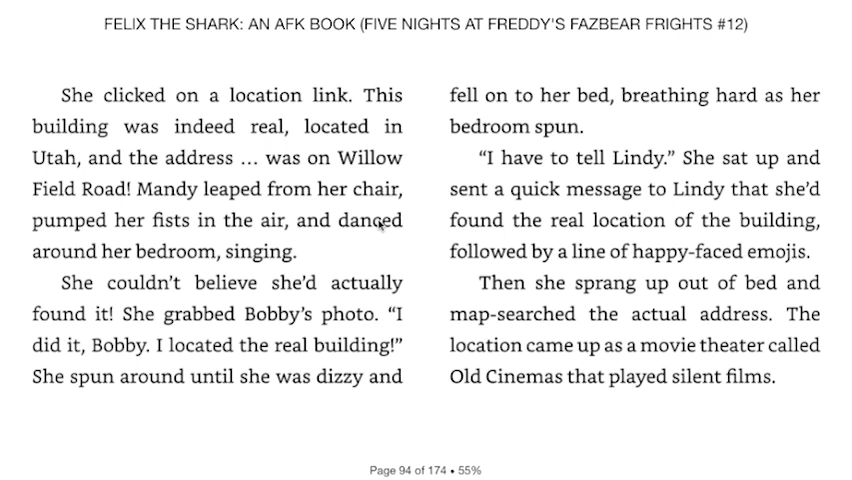 FELIX THE SHARK: AN AFK BOOK (FIVE NIGHTS AT FREDDY'S FAZBEAR FRIGHTS #12)
She clicked on a location link. This
building was indeed real, located in
Utah, and the address ... was on Willow
Field Road! Mandy leaped from her chair,
pumped her fists in the air, and danced
around her bedroom, singing.
She couldn’t believe she’d actually
found it! She grabbed Bobby’s photo. “I
did it, Bobby. I located the real building!”
She spun around until she was dizzy and
fell on to her bed, breathing hard as her
bedroom spun.
“I have to tell Lindy.” She sat up and
sent a quick message to Lindy that she’d
found the real location of the building,
followed by a line of happy-faced emojis.
Then she sprang up out of bed and
map-searched the actual address. The
location came up as a movie theater called
Old Cinemas that played silent films.
Page 94 of 174 • 55%